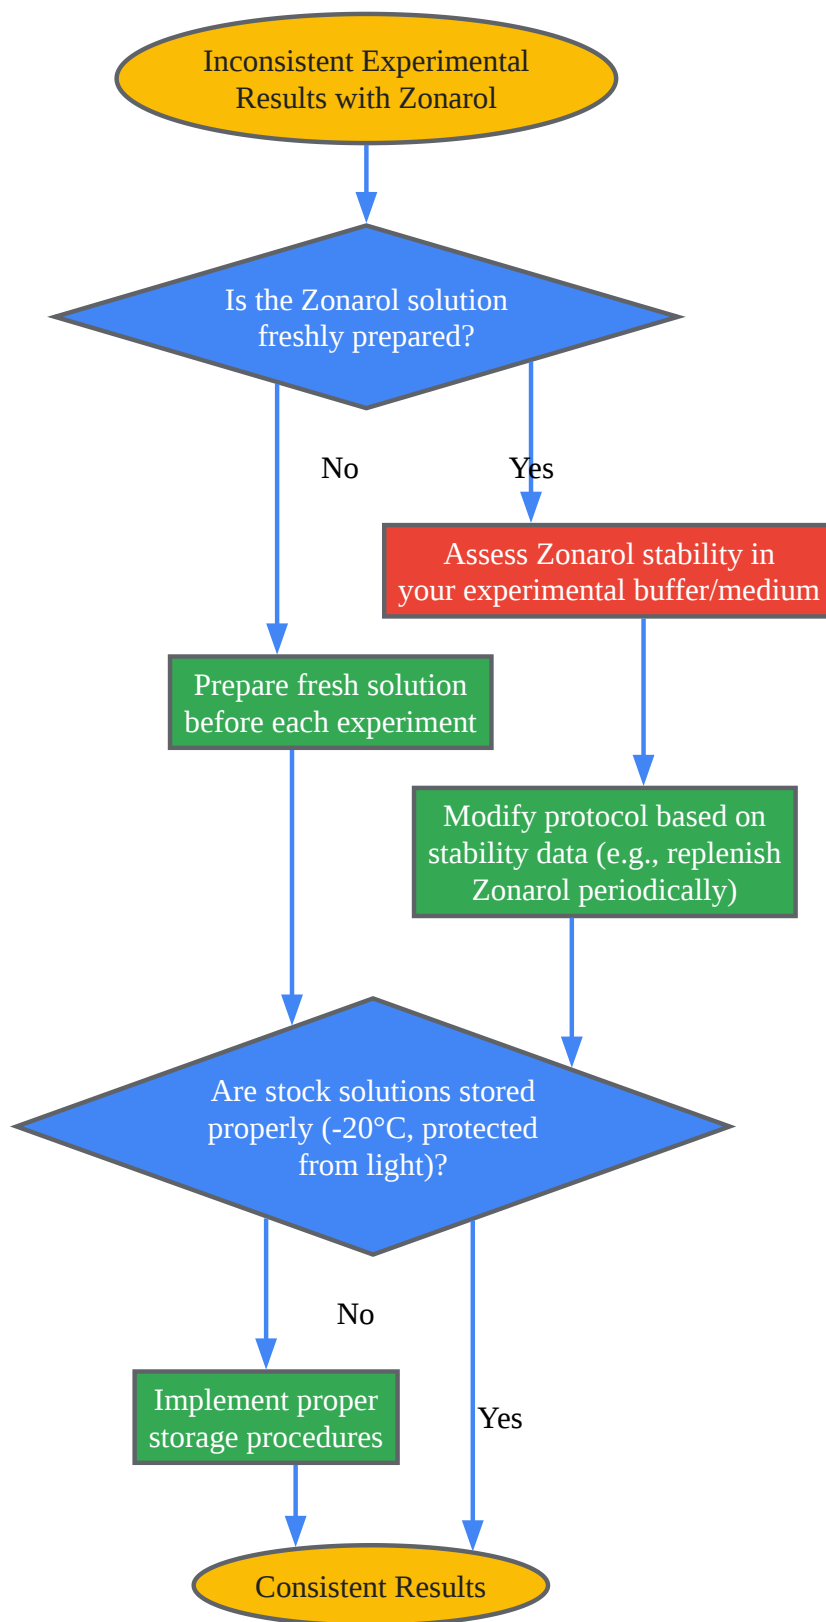 Inconsistent Experimental
Results with Zonarol
Is the Zonarol solution
freshly prepared?
No
Yes
Assess Zonarol stability in
your experimental buffer/medium
Prepare fresh solution
before each experiment
Modify protocol based on
stability data (e.g., replenish
Zonarol periodically)
Are stock solutions stored
properly (-20°C, protected
from light)?
No
Implement proper
storage procedures
Yes
Consistent Results